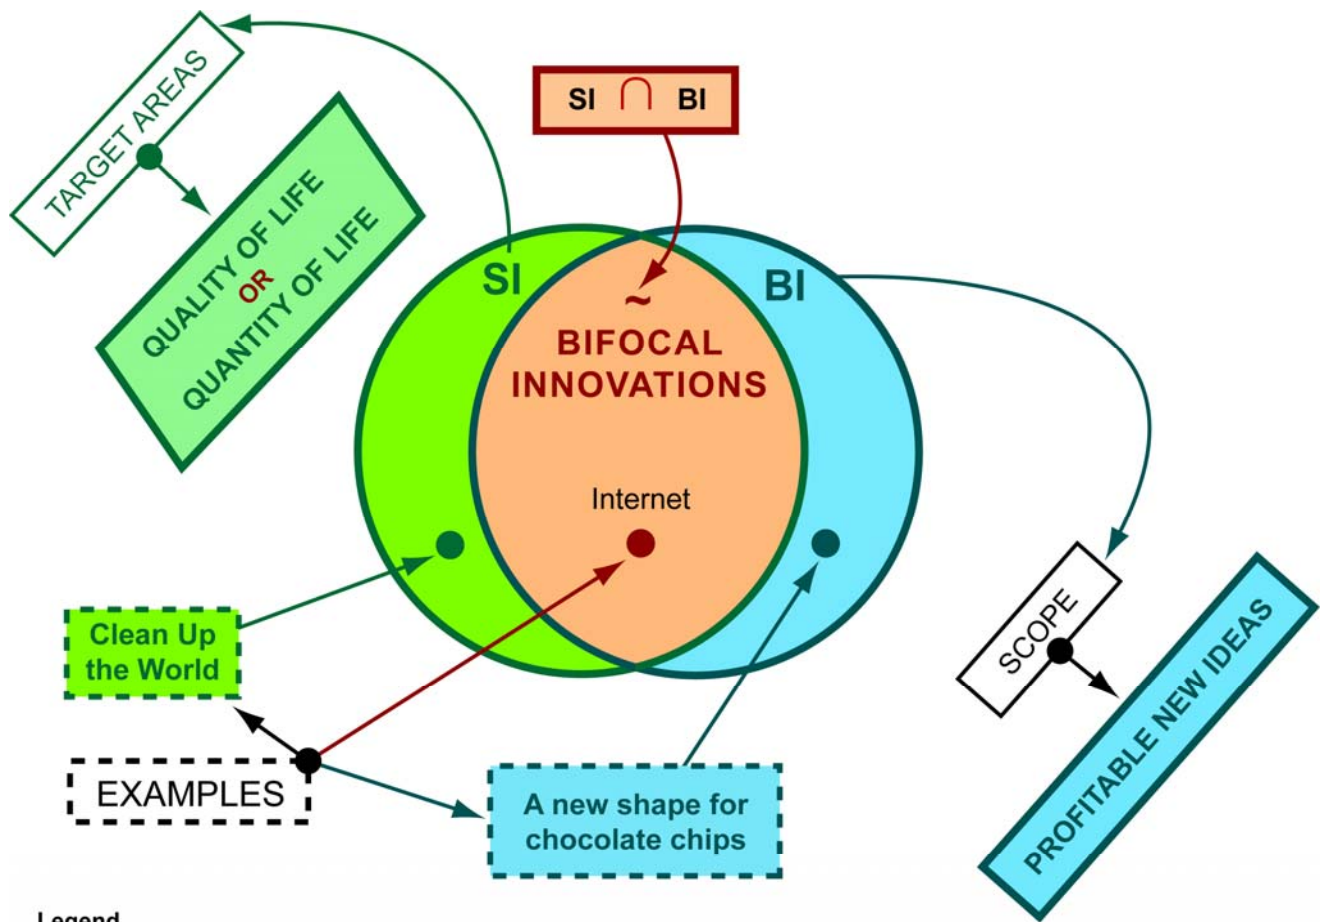 TARGET AREAS
QUALITY OF LIFE
OR
QUANTITY OF LIFE
SI ∩ BI
SI
BI
~
BIFOCAL
INNOVATIONS
Internet
Clean Up
the World
EXAMPLES
A new shape for
chocolate chips
SCOPE
PROFITABLE NEW IDEAS
Legend